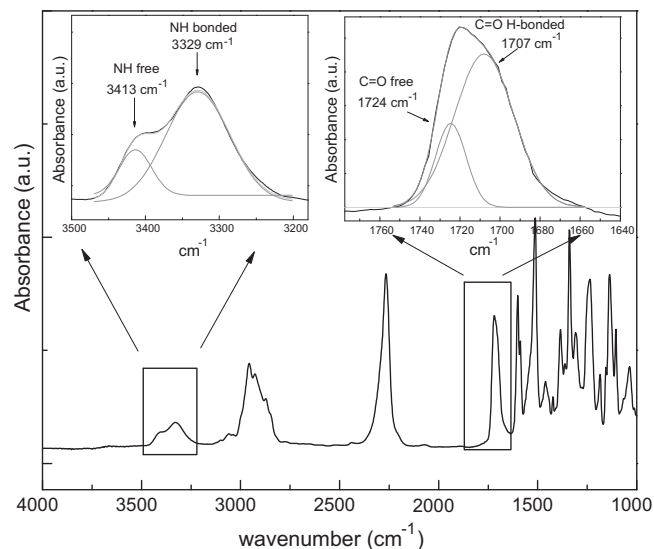 NH bonded
3329 cm⁻¹
NH free
3413 cm⁻¹
Absorbance (a.u.)
3500 3400 3300 3200
cm⁻¹
C=O H-bonded
1707 cm⁻¹
C=O free
1724 cm⁻¹
Absorbance (a.u.)
1760 1740 1720 1700 1680 1660 1640
cm⁻¹
Absorbance (a.u.)
4000 3500 3000 2500 2000 1500 1000
wavenumber (cm⁻¹)